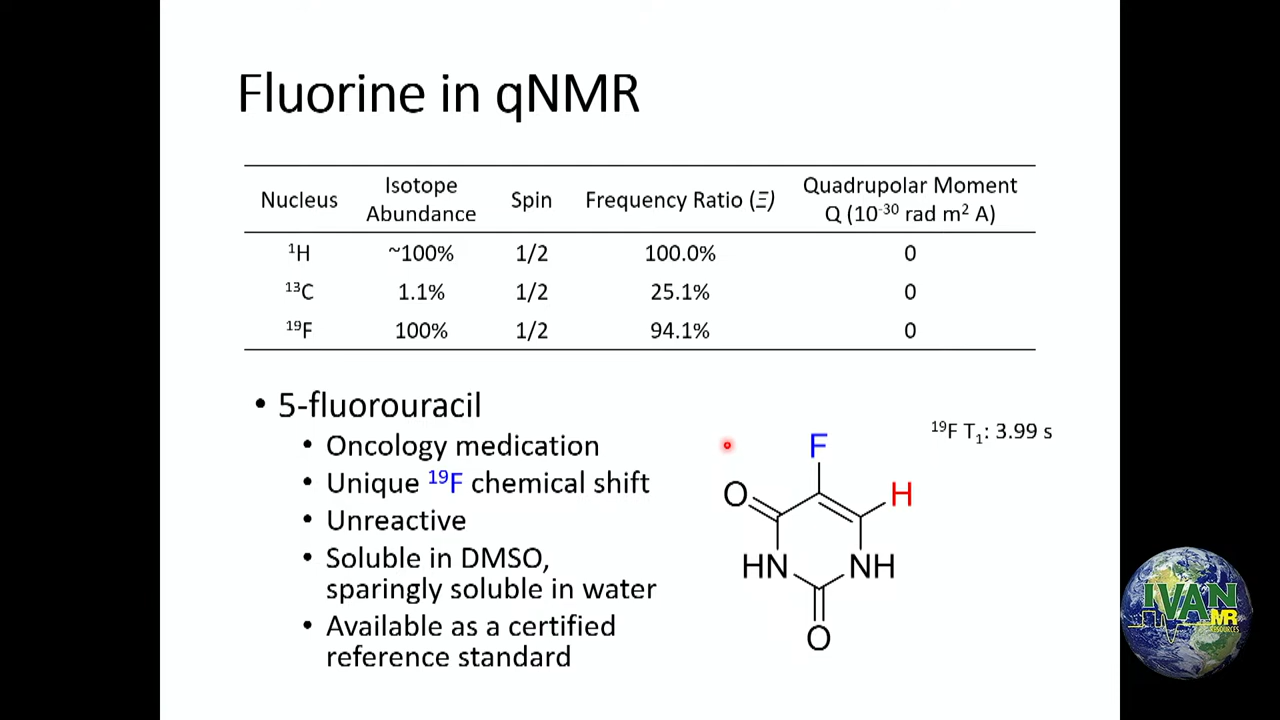 Fluorine in qNMR
Nucleus
Isotope
Abundance
Spin
Frequency Ratio (Ξ)
Quadrupolar Moment
Q (10⁻³⁰ rad m² A)
¹H ~100% 1/2 100.0% 0
¹³C 1.1% 1/2 25.1% 0
¹⁹F 100% 1/2 94.1% 0
• 5-fluorouracil
• Oncology medication
• Unique ¹⁹F chemical shift
• Unreactive
• Soluble in DMSO,
sparingly soluble in water
• Available as a certified
reference standard
¹⁹F T₁: 3.99 s
F
O H
HN NH
O
IVAN
MR
RESOURCES